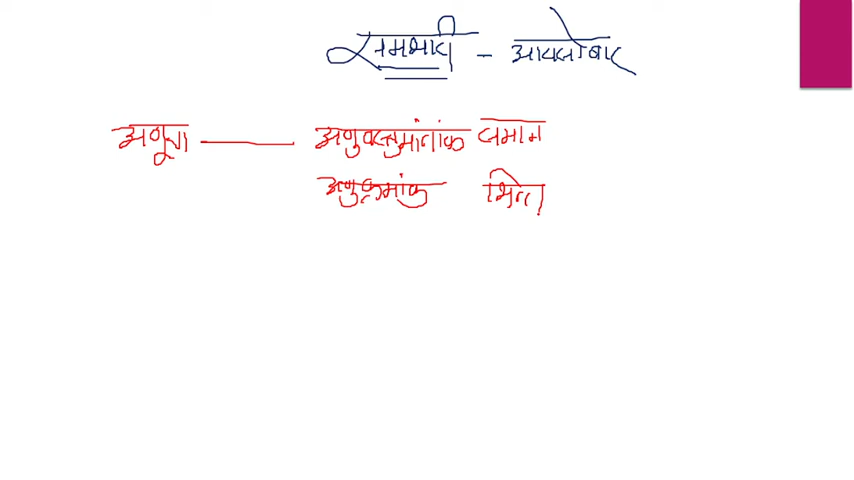 समभारी - आयसोबार
अणूचा अणुवस्तुमानांक समान
अणुक्रमांक भिन्न